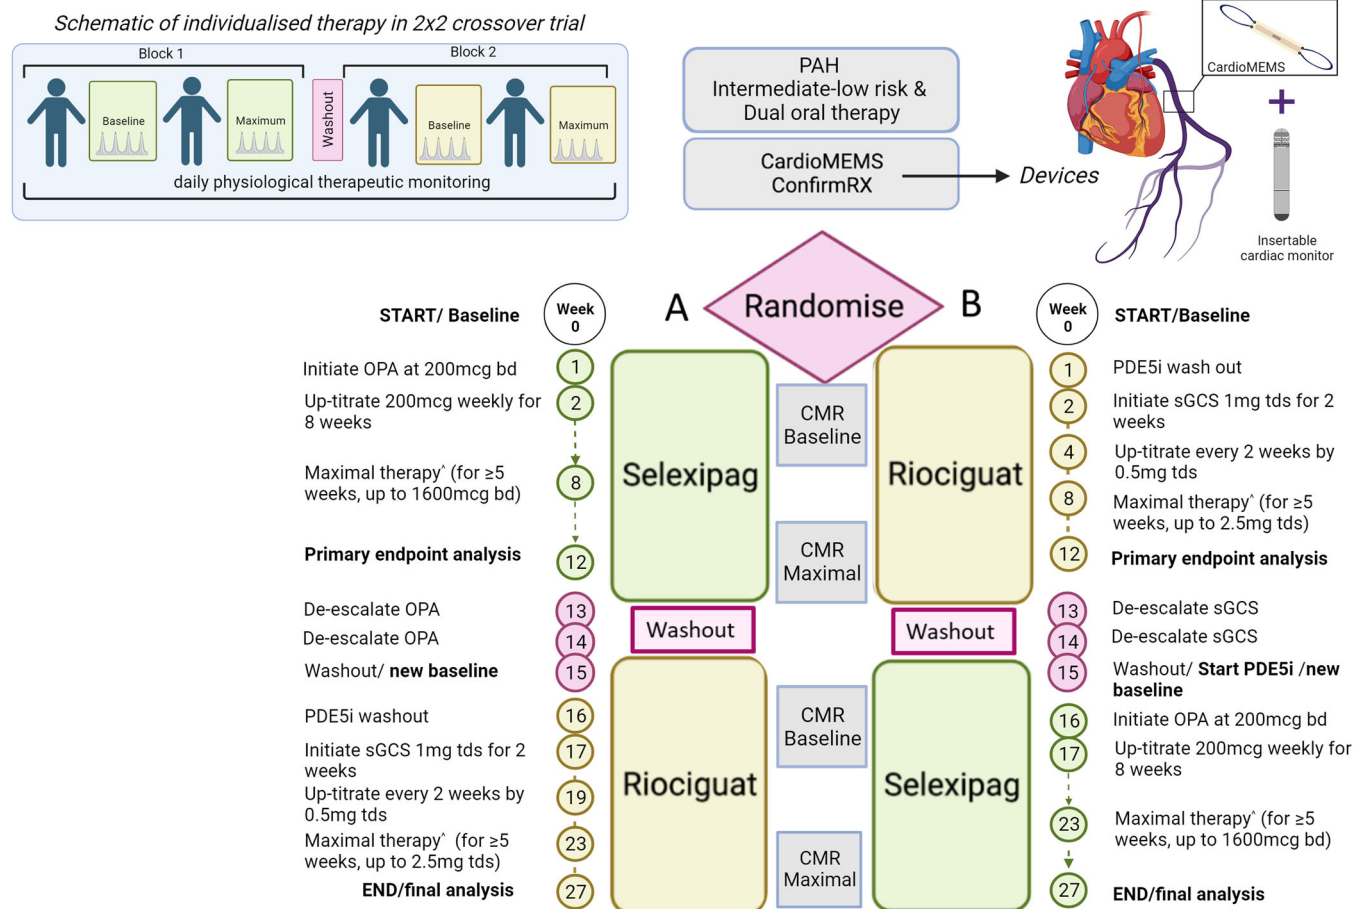 Schematic of individualised therapy in 2x2 crossover trial
Block 1
Block 2
Baseline
Maximum
Washout
Baseline
Maximum
daily physiological therapeutic monitoring
PAH
Intermediate-low risk &
Dual oral therapy
CardioMEMS
ConfirmRX
Devices
CardioMEMS
+
Insertable
cardiac monitor
Randomise
A
B
START/ Baseline
Week
0
Initiate OPA at 200mcg bd
1
Up-titrate 200mcg weekly for
8 weeks
2
Maximal therapy^ (for ≥5
weeks, up to 1600mcg bd)
8
Primary endpoint analysis
12
De-escalate OPA
13
De-escalate OPA
14
Washout/ new baseline
15
PDE5i washout
16
Initiate sGCS 1mg tds for 2
weeks
17
Up-titrate every 2 weeks by
0.5mg tds
19
Maximal therapy^ (for ≥5
weeks, up to 2.5mg tds)
23
END/final analysis
27
Selexipag
Washout
Riociguat
CMR
Baseline
CMR
Maximal
CMR
Baseline
CMR
Maximal
Riociguat
Washout
Selexipag
Week
0
START/Baseline
1
PDE5i wash out
2
Initiate sGCS 1mg tds for 2
weeks
4
Up-titrate every 2 weeks by
0.5mg tds
8
Maximal therapy^ (for ≥5
weeks, up to 2.5mg tds)
12
Primary endpoint analysis
13
De-escalate sGCS
14
De-escalate sGCS
15
Washout/ Start PDE5i /new
baseline
16
Initiate OPA at 200mcg bd
17
Up-titrate 200mcg weekly for
8 weeks
23
Maximal therapy^ (for ≥5
weeks, up to 1600mcg bd)
27
END/final analysis